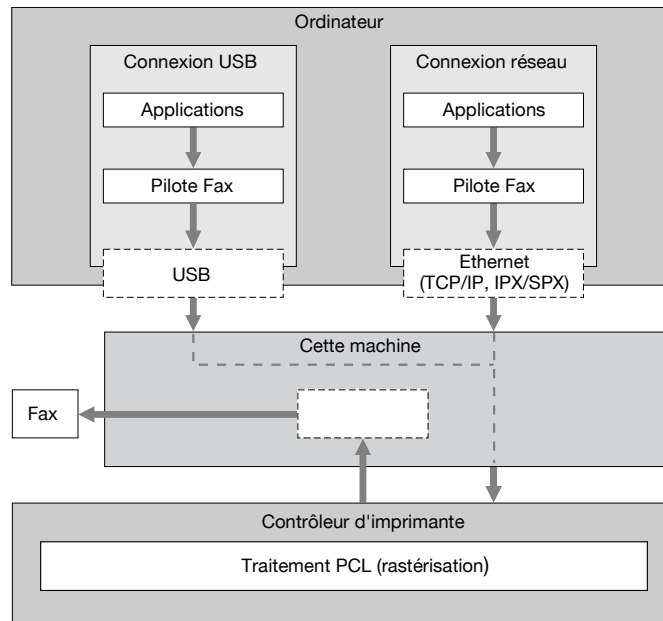 Ordinateur
Connexion USB
Connexion réseau
Applications
Applications
Pilote Fax
Pilote Fax
USB
Ethernet
(TCP/IP, IPX/SPX)
Cette machine
Fax
Contrôleur d'imprimante
Traitement PCL (rastérisation)